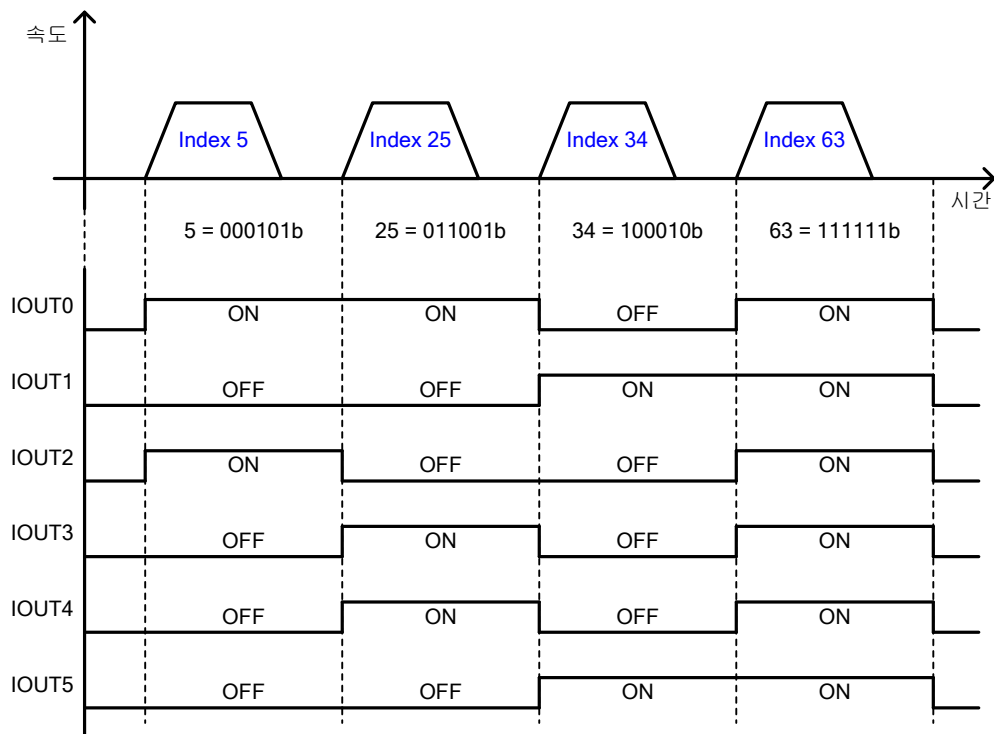 속도
Index 5 Index 25 Index 34 Index 63
시간
5 = 000101b 25 = 011001b 34 = 100010b 63 = 111111b
IOUT0 ON ON OFF ON
IOUT1 OFF OFF ON ON
IOUT2 ON OFF OFF ON
IOUT3 OFF ON OFF ON
IOUT4 OFF ON OFF ON
IOUT5 OFF OFF ON ON